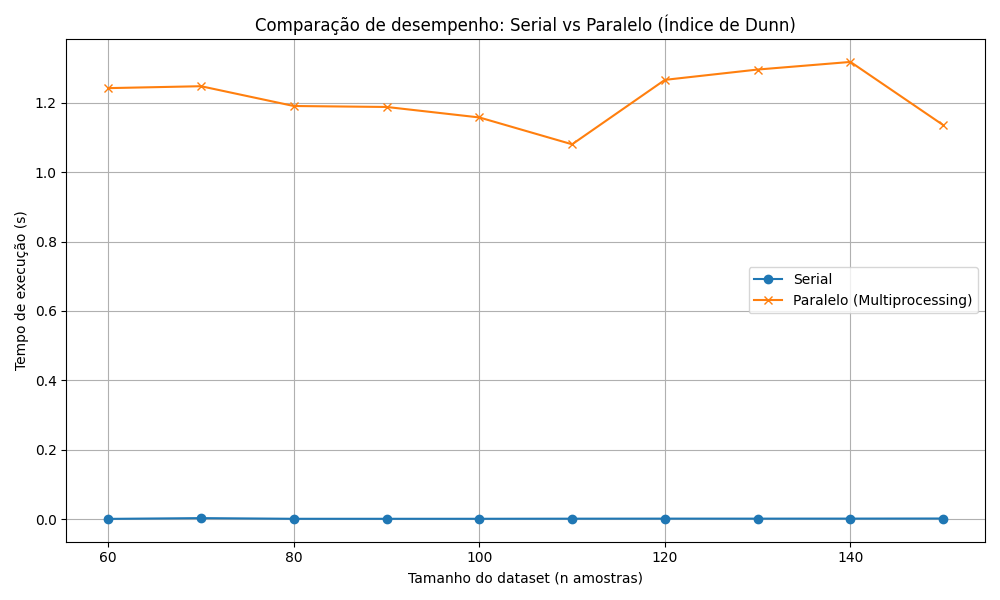 Comparação de desempenho: Serial vs Paralelo (Índice de Dunn)
Tempo de execução (s)
1.2
1.0
0.8
0.6
0.4
0.2
0.0
Serial
Paralelo (Multiprocessing)
60
80
100
120
140
Tamanho do dataset (n amostras)